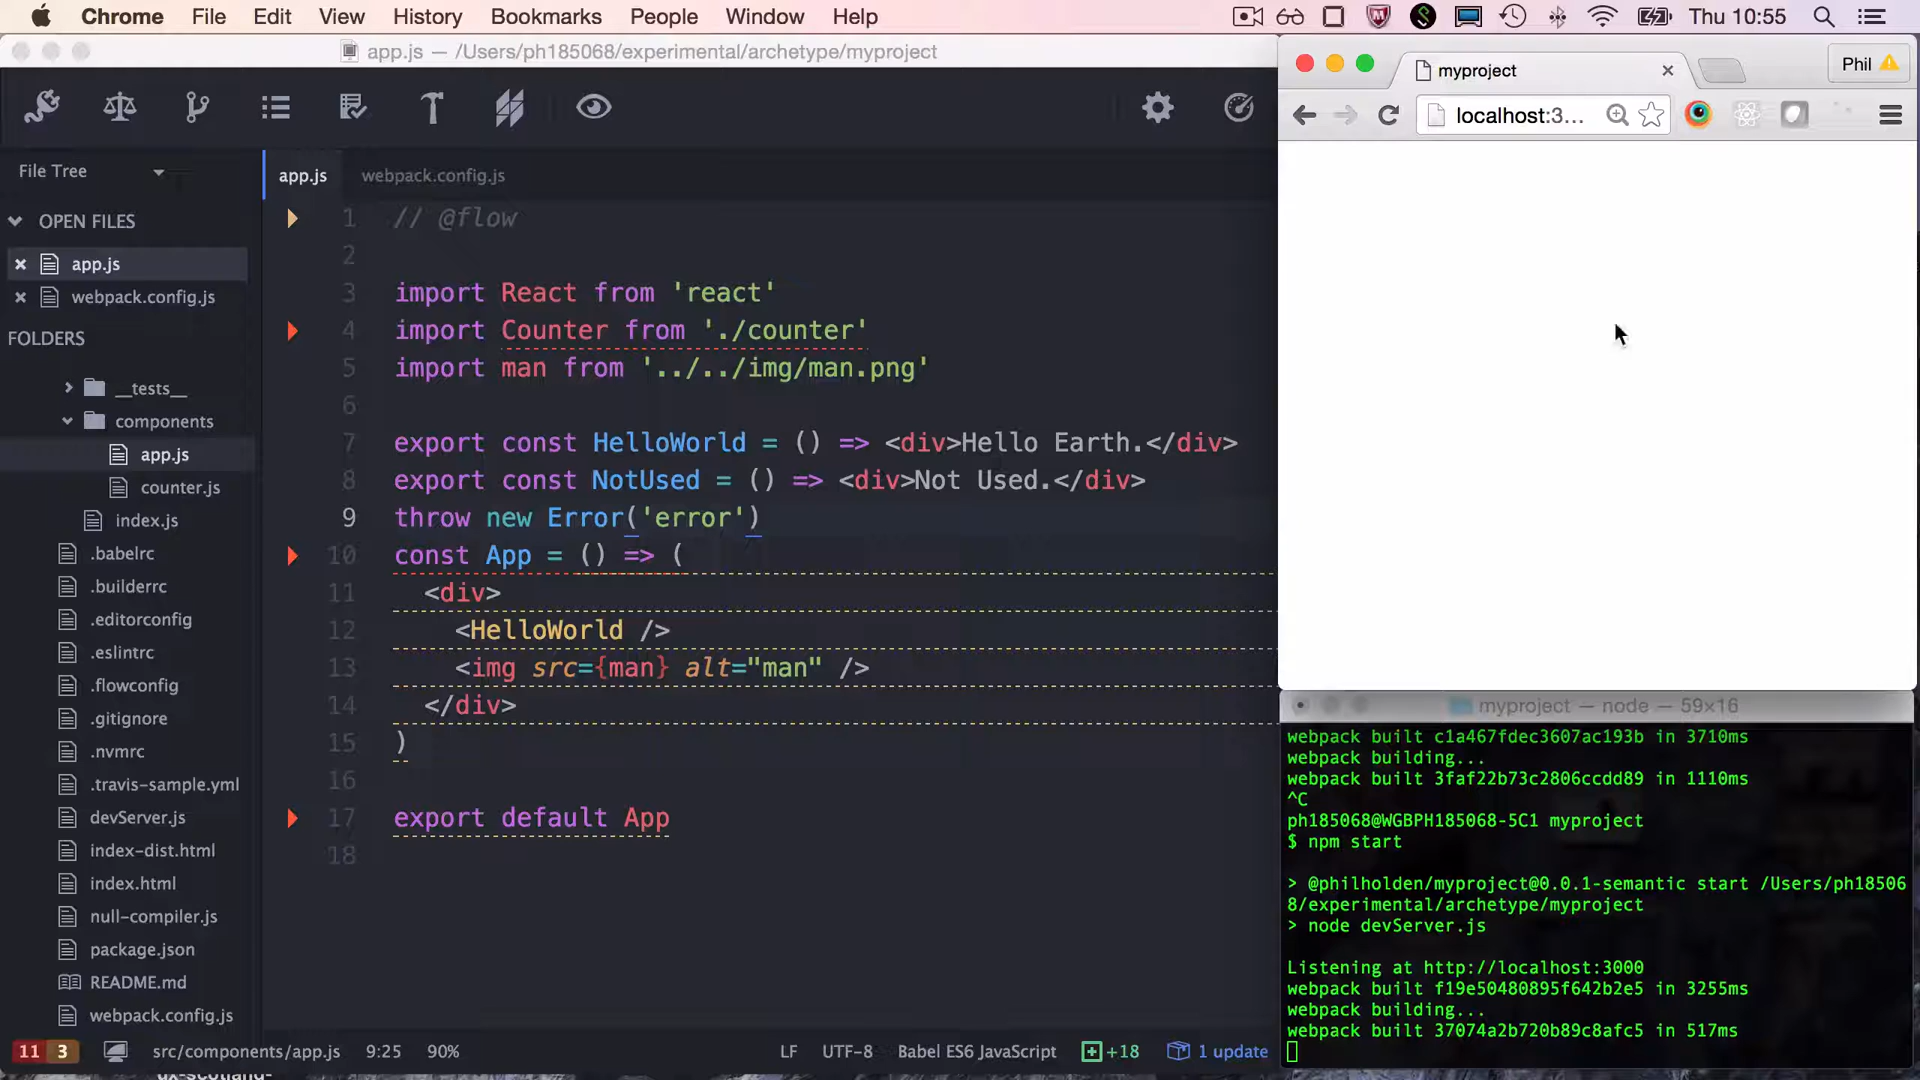 Chrome File Edit View History Bookmarks People Window Help Thu 10:55
app.js — /Users/ph185068/experimental/archetype/myproject
File Tree
OPEN FILES
app.js
webpack.config.js
FOLDERS
__tests__
components
app.js
counter.js
index.js
.babelrc
.builderrc
.editorconfig
.eslintrc
.flowconfig
.gitignore
.nvmrc
.travis-sample.yml
devServer.js
index-dist.html
index.html
null-compiler.js
package.json
README.md
webpack.config.js
app.js webpack.config.js
1 // @flow
2
3 import React from 'react'
4 import Counter from './counter'
5 import man from '../../img/man.png'
6
7 export const HelloWorld = () => <div>Hello Earth.</div>
8 export const NotUsed = () => <div>Not Used.</div>
9 throw new Error('error')
10 const App = () => (
11 <div>
12 <HelloWorld />
13 <img src={man} alt="man" />
14 </div>
15 )
16
17 export default App
18
11 3 src/components/app.js 9:25 90% LF UTF-8 Babel ES6 JavaScript +18 1 update
myproject Phil
localhost:3...
myproject — node — 59×16
webpack built c1a467fdec3607ac193b in 3710ms
webpack building...
webpack built 3faf22b73c2806ccdd89 in 1110ms
^C
ph185068@WGBPH185068-5C1 myproject
$ npm start
> @philholden/myproject@0.0.1-semantic start /Users/ph18506
8/experimental/archetype/myproject
> node devServer.js
Listening at http://localhost:3000
webpack built f19e50480895f642b2e5 in 3255ms
webpack building...
webpack built 37074a2b720b89c8afc5 in 517ms